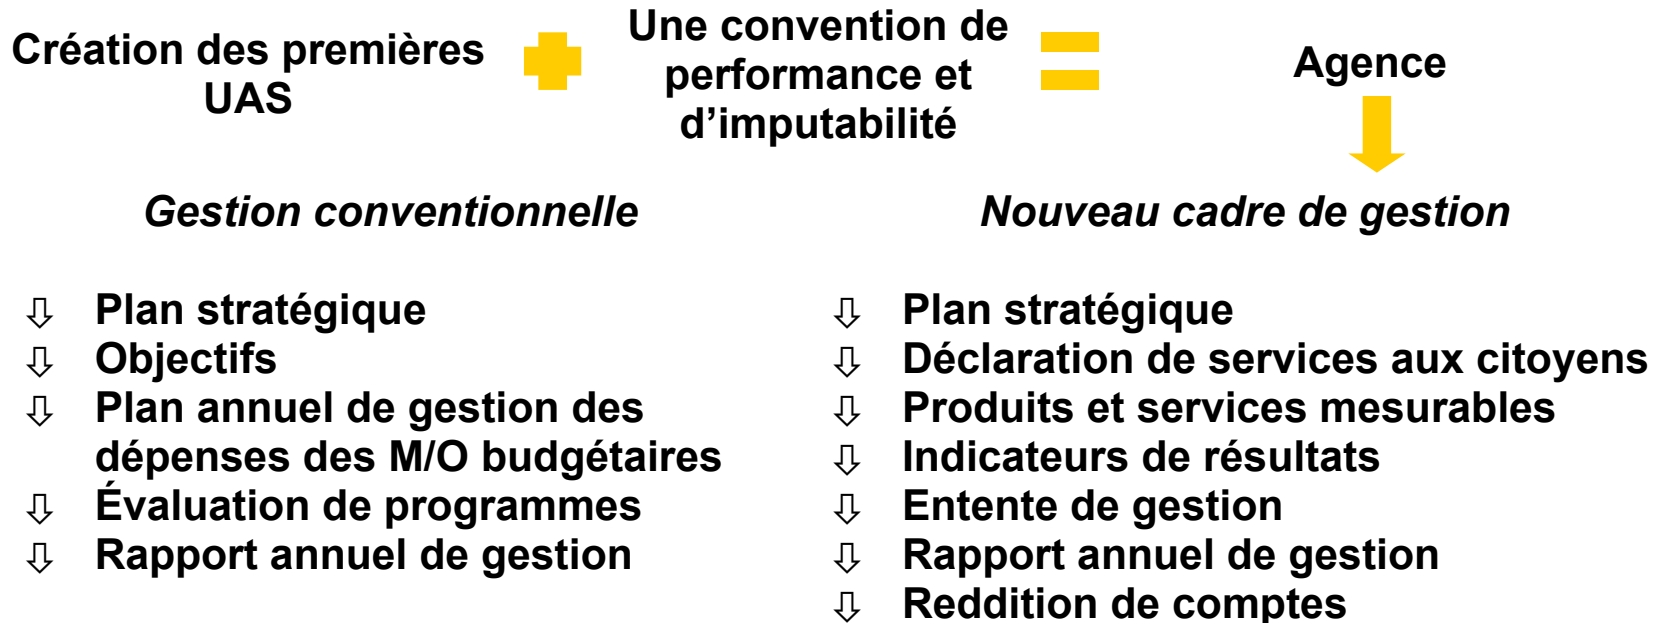 Création des premières
UAS
Une convention de
performance et
d’imputabilité
Agence
Gestion conventionnelle
⇩ Plan stratégique
⇩ Objectifs
⇩ Plan annuel de gestion des
dépenses des M/O budgétaires
⇩ Évaluation de programmes
⇩ Rapport annuel de gestion
Nouveau cadre de gestion
⇩ Plan stratégique
⇩ Déclaration de services aux citoyens
⇩ Produits et services mesurables
⇩ Indicateurs de résultats
⇩ Entente de gestion
⇩ Rapport annuel de gestion
⇩ Reddition de comptes